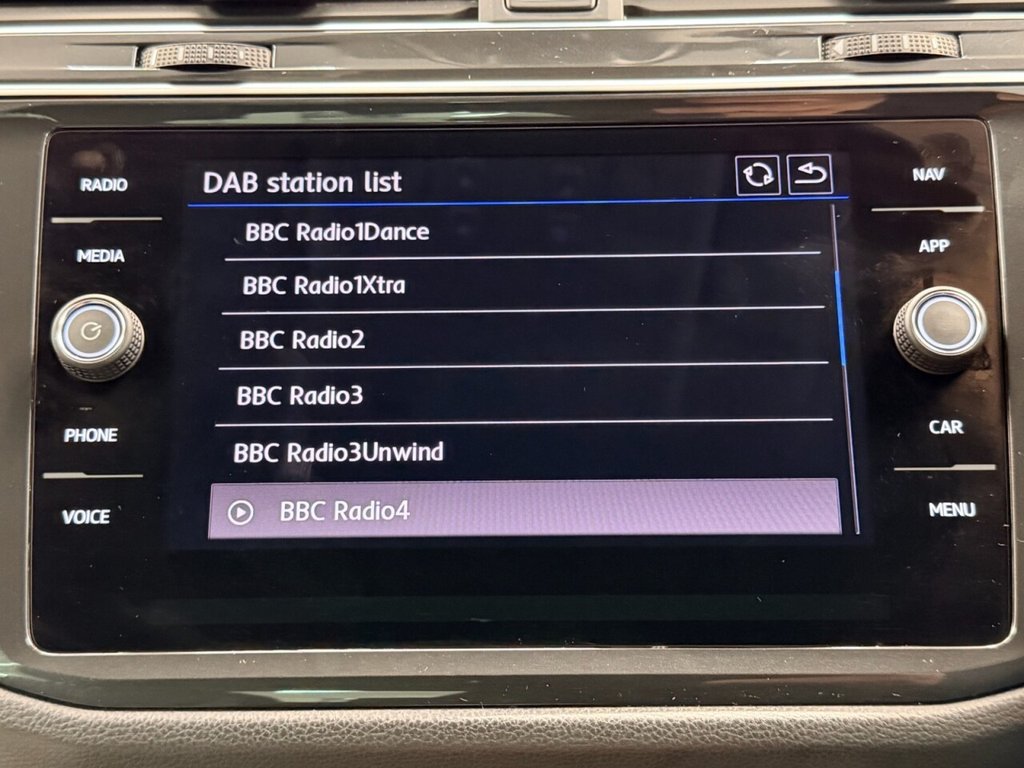 DAB station list
RADIO
MEDIA
PHONE
VOICE
BBC Radio1Dance
BBC Radio1Xtra
BBC Radio2
BBC Radio3
BBC Radio3Unwind
BBC Radio4
NAV
APP
CAR
MENU